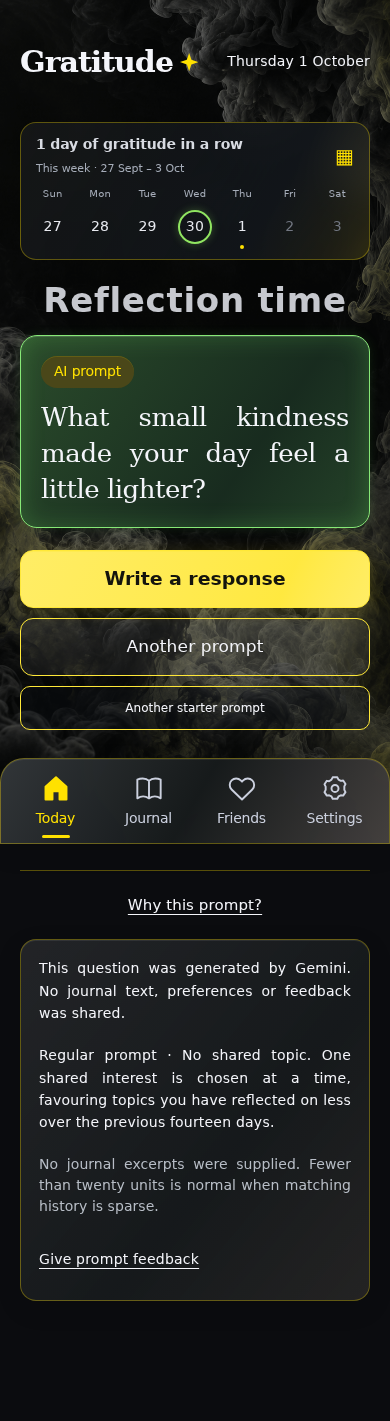 Gratitude
Thursday 1 October
1 day of gratitude in a row
This week · 27 Sept – 3 Oct
Sun Mon Tue Wed Thu Fri Sat
27 28 29 30 1 2 3
Reflection time
AI prompt
What small kindness
made your day feel a
little lighter?
Write a response
Another prompt
Another starter prompt
Today Journal Friends Settings
Why this prompt?
This question was generated by Gemini.
No journal text, preferences or feedback
was shared.
Regular prompt · No shared topic. One
shared interest is chosen at a time,
favouring topics you have reflected on less
over the previous fourteen days.
No journal excerpts were supplied. Fewer
than twenty units is normal when matching
history is sparse.
Give prompt feedback